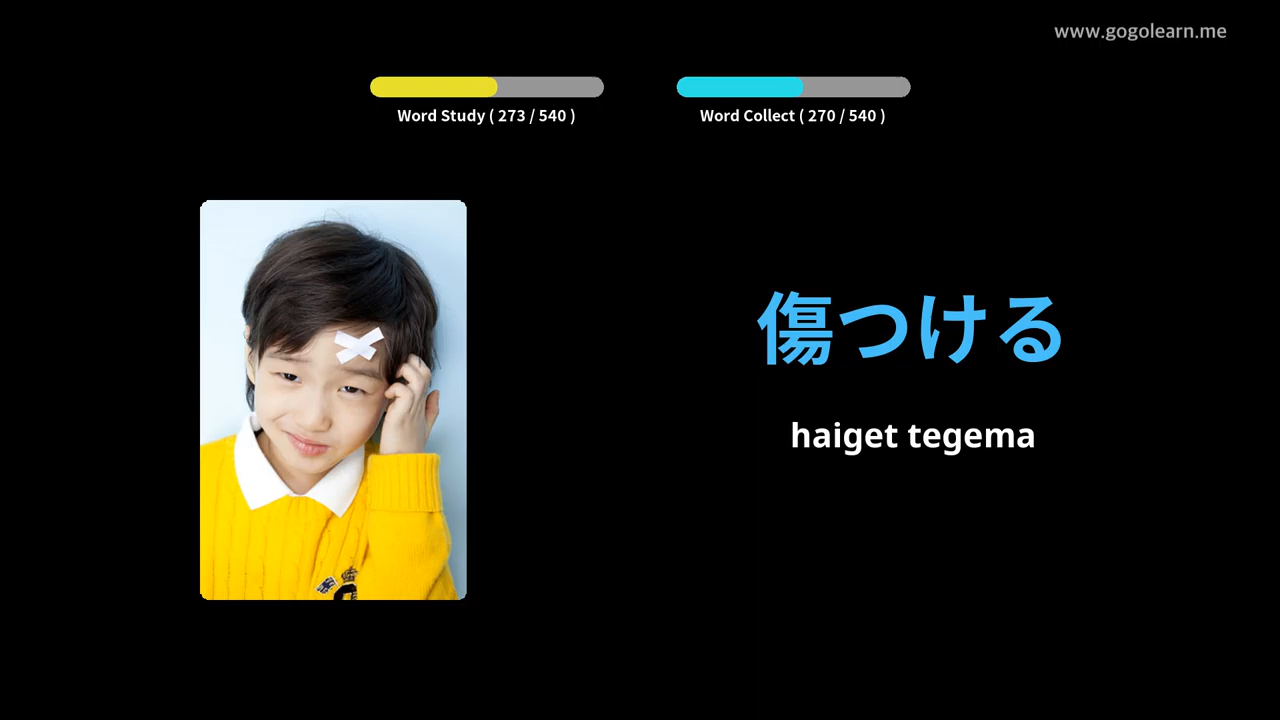 www.gogolearn.me
Word Study ( 273 / 540 )
Word Collect ( 270 / 540 )
傷つける
haiget tegema